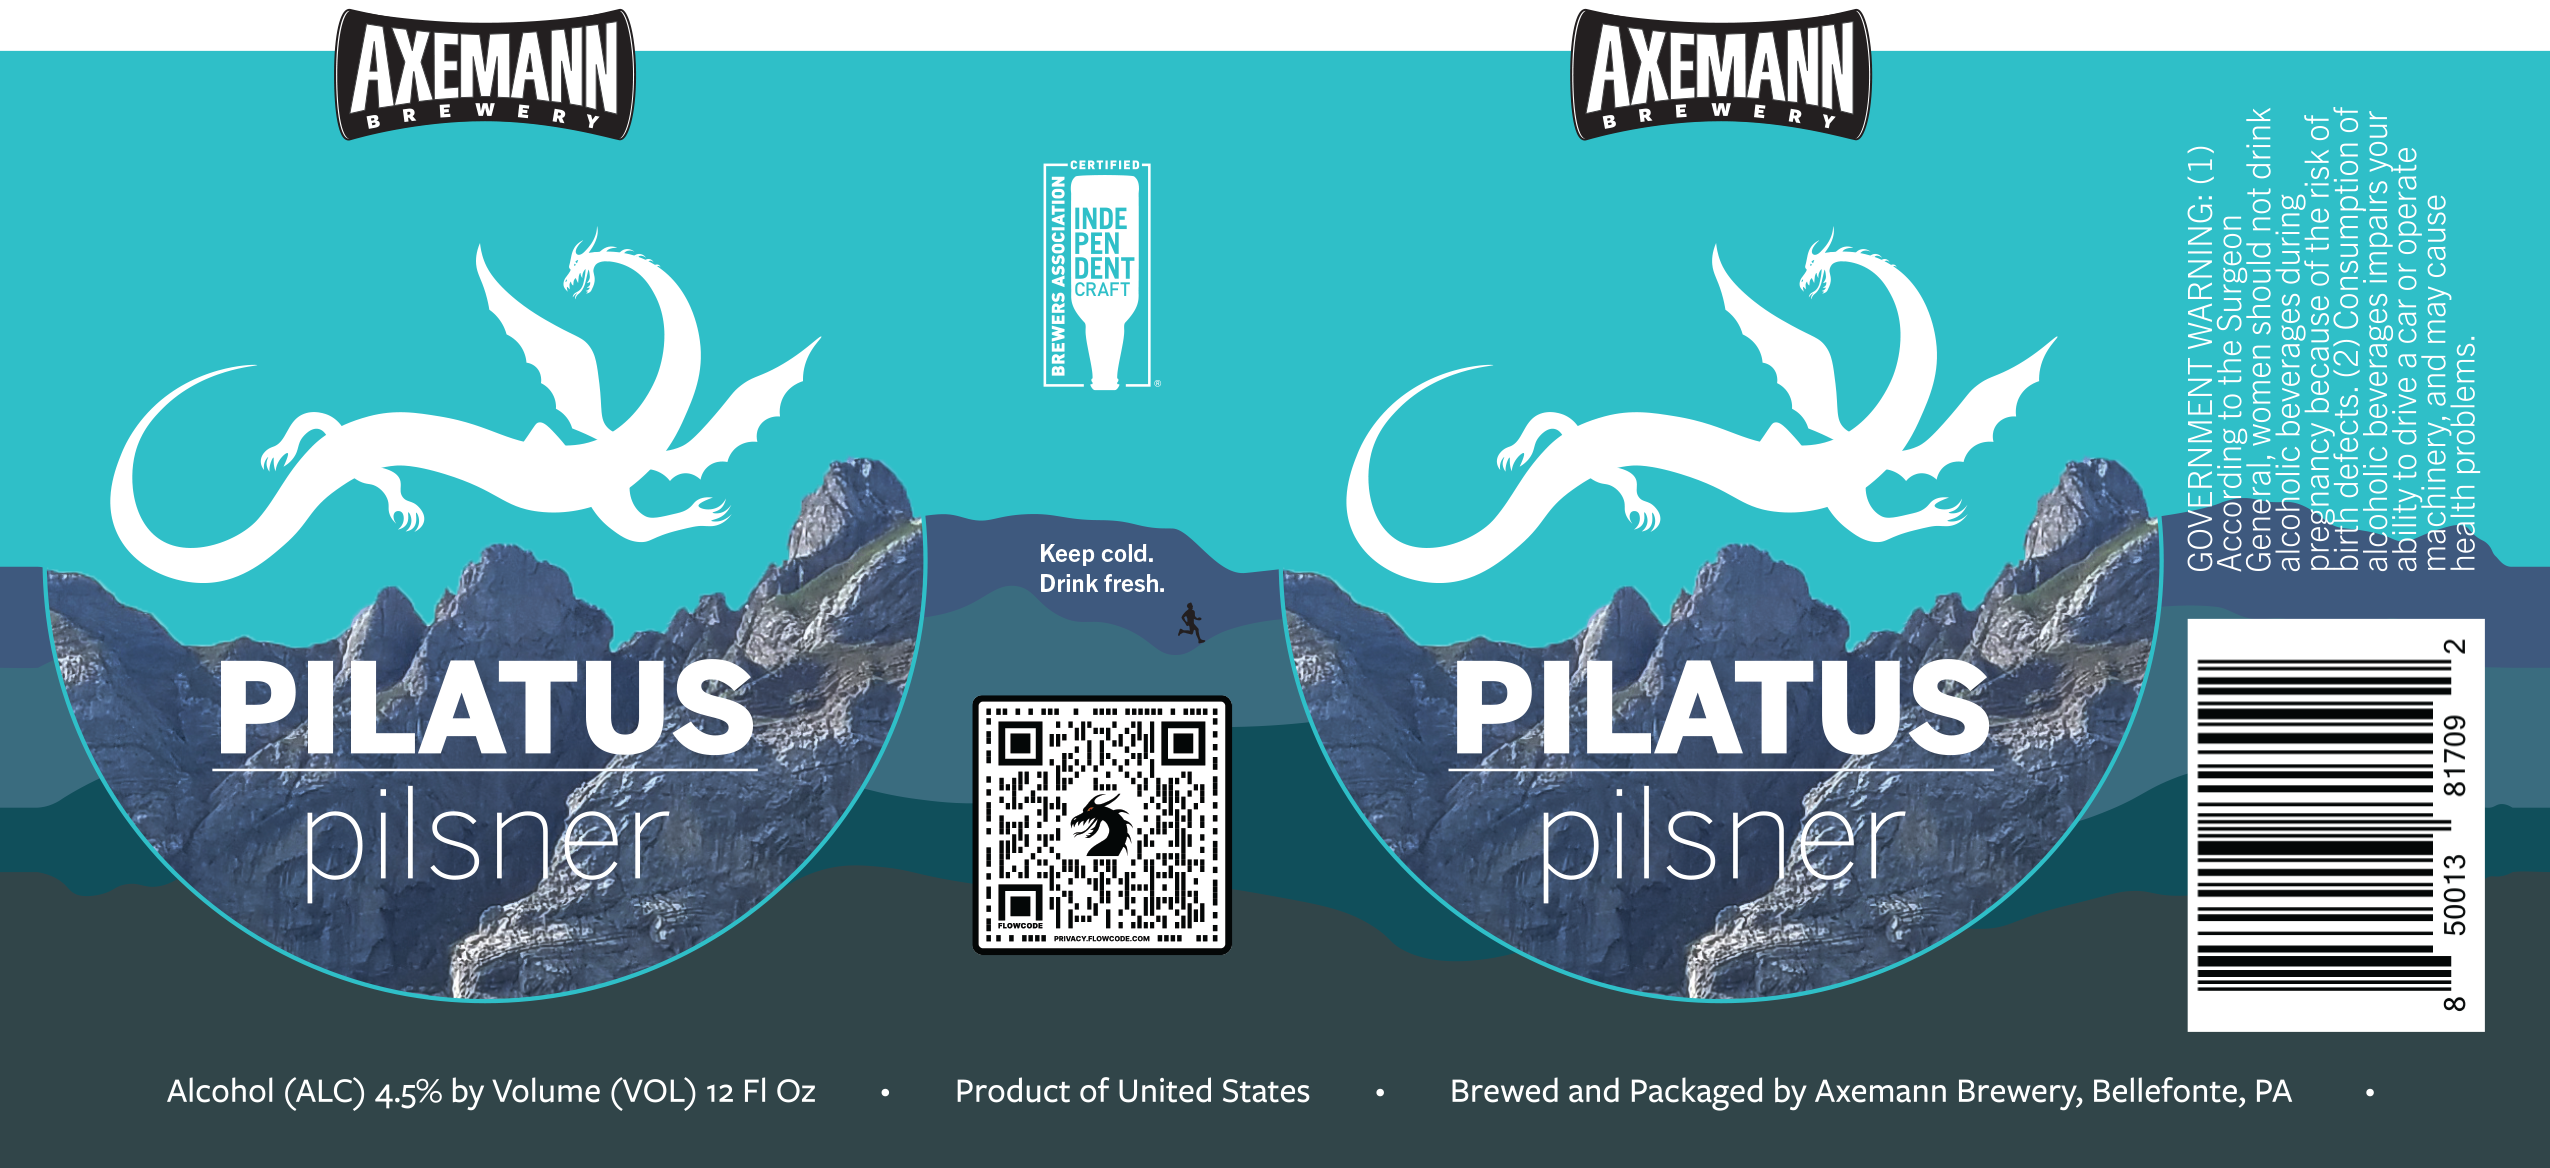 AXEMANN
BREWERY
PILATUS
pilsner
CERTIFIED
BREWERS ASSOCIATION
INDE
PEN
DENT
CRAFT
®
Keep cold.
Drink fresh.
FLOWCODE
PRIVACY.FLOWCODE.COM
AXEMANN
BREWERY
PILATUS
pilsner
GOVERNMENT WARNING: (1)
According to the Surgeon
General, women should not drink
alcoholic beverages during
pregnancy because of the risk of
birth defects. (2) Consumption of
alcoholic beverages impairs your
ability to drive a car or operate
machinery, and may cause
health problems.
8 50013 81709 2
Alcohol (ALC) 4.5% by Volume (VOL) 12 Fl Oz • Product of United States • Brewed and Packaged by Axemann Brewery, Bellefonte, PA •